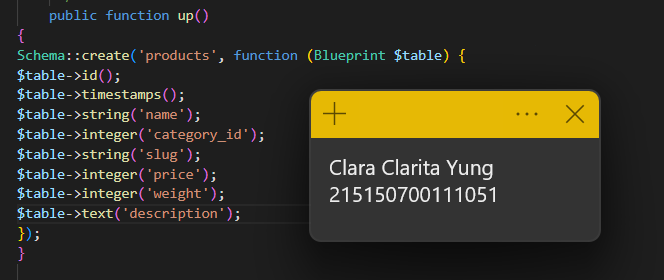 public function up()
{
Schema::create('products', function (Blueprint $table) {
$table->id();
$table->timestamps();
$table->string('name');
$table->integer('category_id');
$table->string('slug');
$table->integer('price');
$table->integer('weight');
$table->text('description');
});
}
Clara Clarita Yung
215150700111051